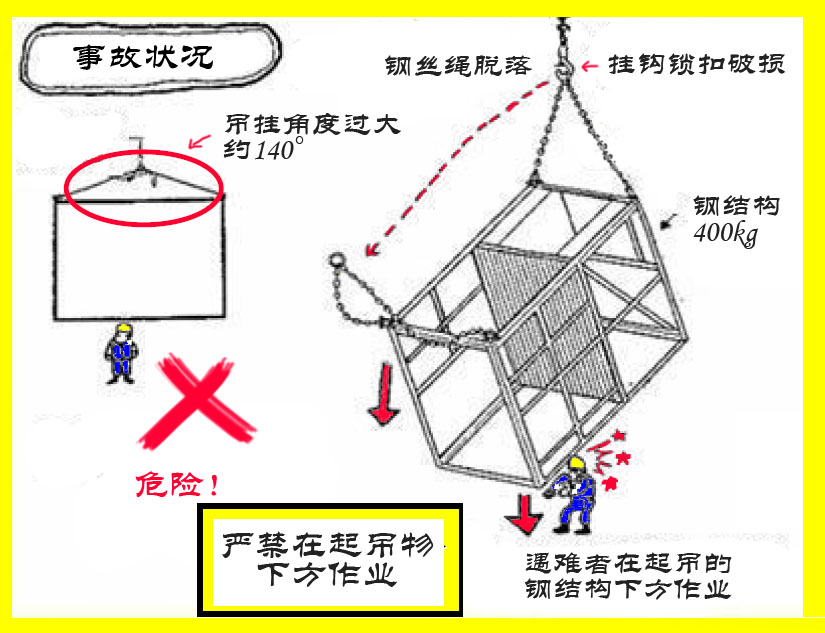 事故状况
钢丝绳脱落
挂钩锁扣破损
吊挂角度过大
约140°
钢结构
400kg
危险！
严禁在起吊物
下方作业
遇难者在起吊的
钢结构下方作业